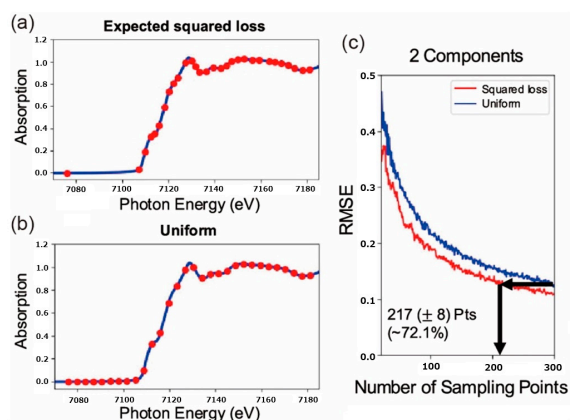 (a)
Expected squared loss
1.2
1.0
0.8
0.6
0.4
0.2
0.0
Absorption
7080 7100 7120 7140 7160 7180
Photon Energy (eV)
(b)
Uniform
1.2
1.0
0.8
0.6
0.4
0.2
0.0
Absorption
7080 7100 7120 7140 7160 7180
Photon Energy (eV)
(c)
2 Components
0.5
0.4
0.3
0.2
0.1
0.0
RMSE
Squared loss
Uniform
217 (± 8) Pts
(~72.1%)
100 200 300
Number of Sampling Points